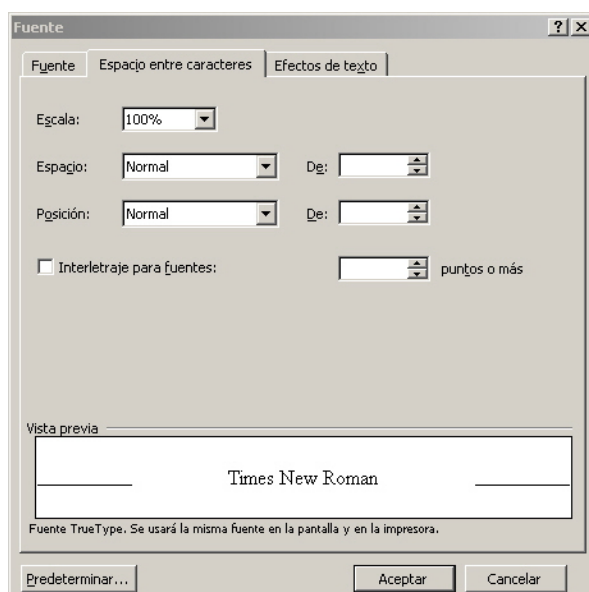 Fuente
Fuente Espacio entre caracteres Efectos de texto
Escala: 100%
Espacio: Normal De:
Posición: Normal De:
Interletraje para fuentes: puntos o más
Vista previa
Times New Roman
Fuente TrueType. Se usará la misma fuente en la pantalla y en la impresora.
Predeterminar... Aceptar Cancelar